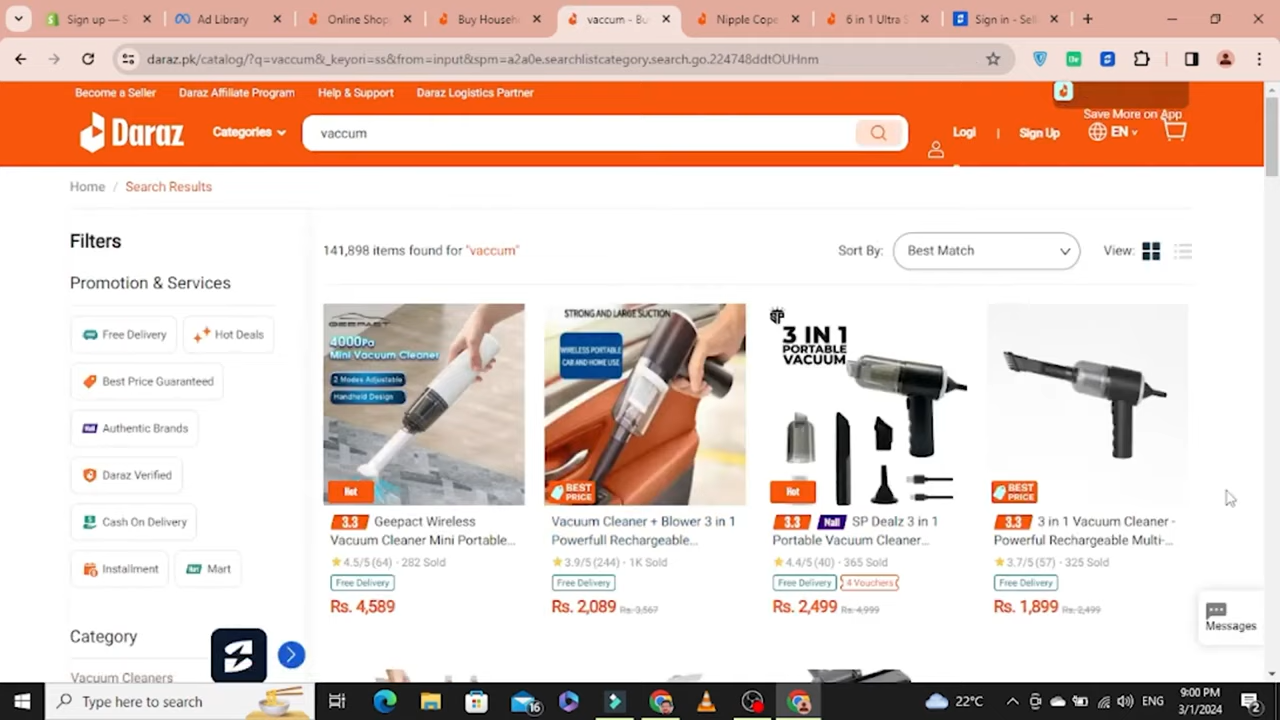 Sign up — S
Ad Library
Online Shop
Buy Househ
vaccum - Bu
Nipple Cope
6 in 1 Ultra S
Sign in - Sell
daraz.pk/catalog/?q=vaccum&_keyori=ss&from=input&spm=a2a0e.searchlistcategory.search.go.224748ddtOUHnm
Become a Seller
Daraz Affiliate Program
Help & Support
Daraz Logistics Partner
Save More on App
Daraz
Categories
vaccum
Logi
|
Sign Up
EN
Home / Search Results
Filters
141,898 items found for "vaccum"
Sort By:
Best Match
View:
Promotion & Services
Free Delivery
Hot Deals
Best Price Guaranteed
Authentic Brands
Daraz Verified
Cash On Delivery
Installment
Mart
Category
Vacuum Cleaners
GEEPAST
4000Pa
Mini Vacuum Cleaner
2 Modes Adjustable
Handheld Design
Hot
3.3 Geepact Wireless
Vacuum Cleaner Mini Portable...
4.5/5 (64) · 282 Sold
Free Delivery
Rs. 4,589
STRONG AND LARGE SUCTION
WIRELESS PORTABLE
CAR AND HOME USE
BEST
PRICE
Vacuum Cleaner + Blower 3 in 1
Powerfull Rechargeable...
3.9/5 (244) · 1K Sold
Free Delivery
Rs. 2,089 Rs. 3,567
3 IN 1
PORTABLE
VACUUM
Hot
3.3 Mall SP Dealz 3 in 1
Portable Vacuum Cleaner...
4.4/5 (40) · 365 Sold
Free Delivery 4 Vouchers
Rs. 2,499 Rs. 4,999
BEST
PRICE
3.3 3 in 1 Vacuum Cleaner -
Powerful Rechargeable Multi-...
3.7/5 (57) · 325 Sold
Free Delivery
Rs. 1,899 Rs. 2,499
Messages
Type here to search
16
22°C
ENG
9:00 PM
3/1/2024
2